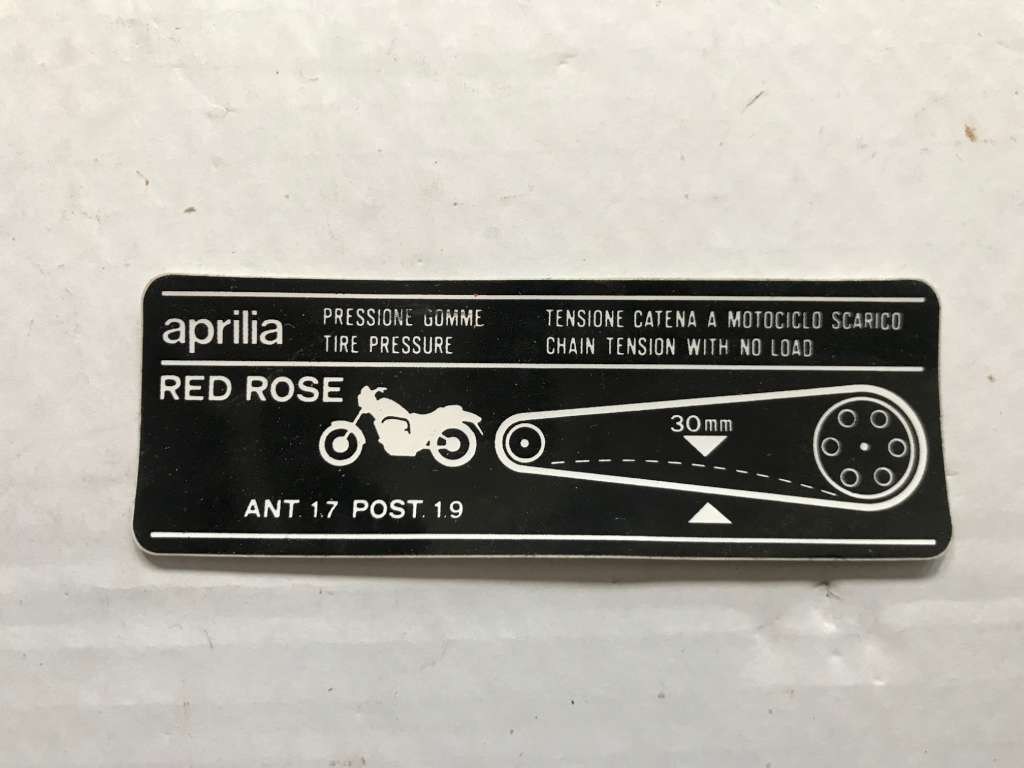 aprilia
PRESSIONE GOMME
TIRE PRESSURE
TENSIONE CATENA A MOTOCICLO SCARICO
CHAIN TENSION WITH NO LOAD
RED ROSE
30mm
ANT. 1.7 POST. 1.9